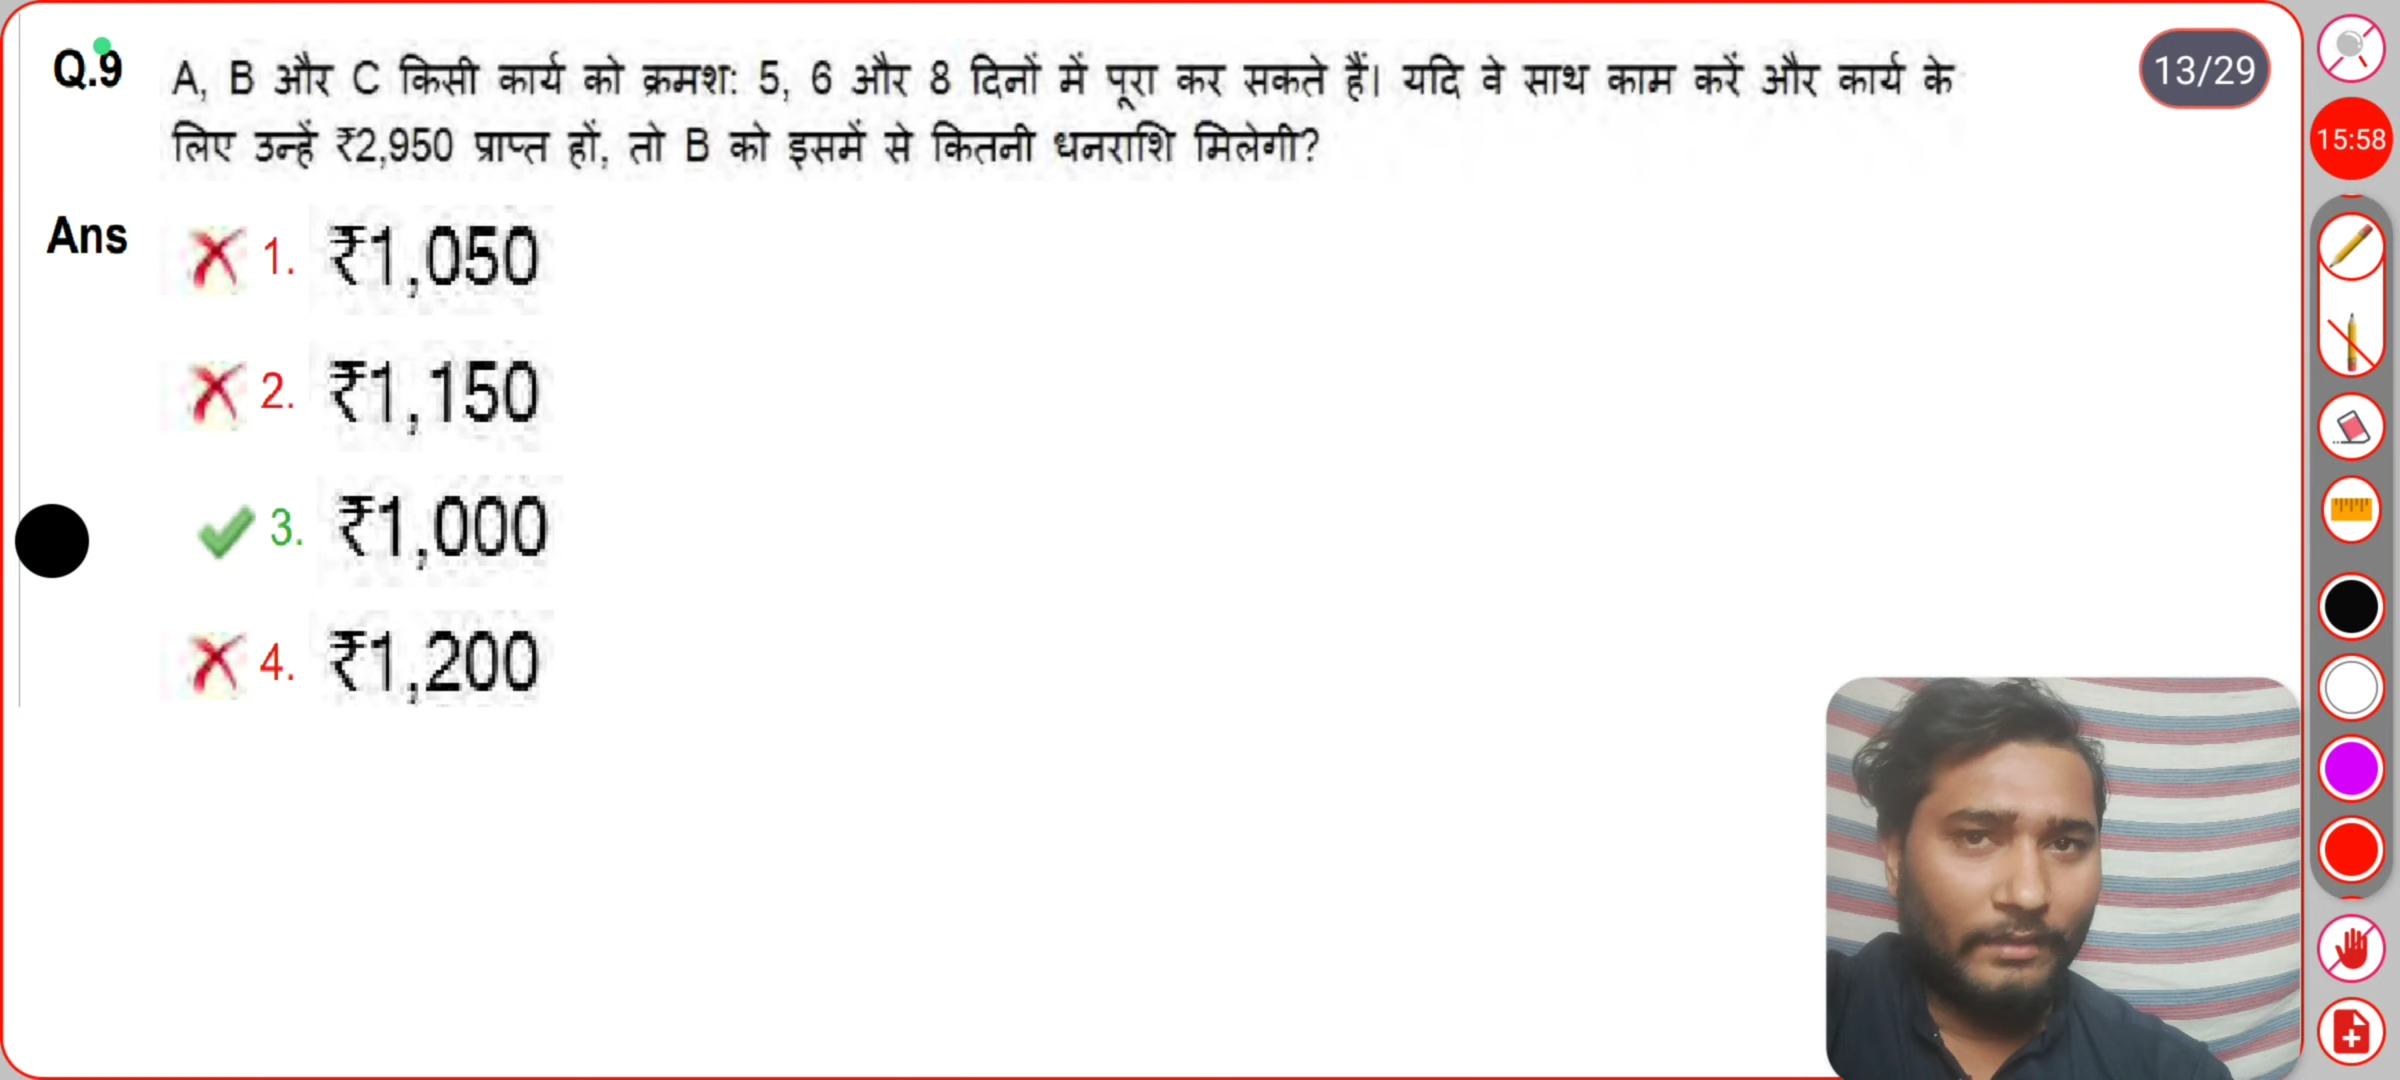 Q.9 A, B और C किसी कार्य को क्रमश: 5, 6 और 8 दिनों में पूरा कर सकते हैं। यदि वे साथ काम करें और कार्य के
लिए उन्हें ₹2,950 प्राप्त हों, तो B को इसमें से कितनी धनराशि मिलेगी?
13/29
15:58
Ans
1. ₹1,050
2. ₹1,150
3. ₹1,000
4. ₹1,200